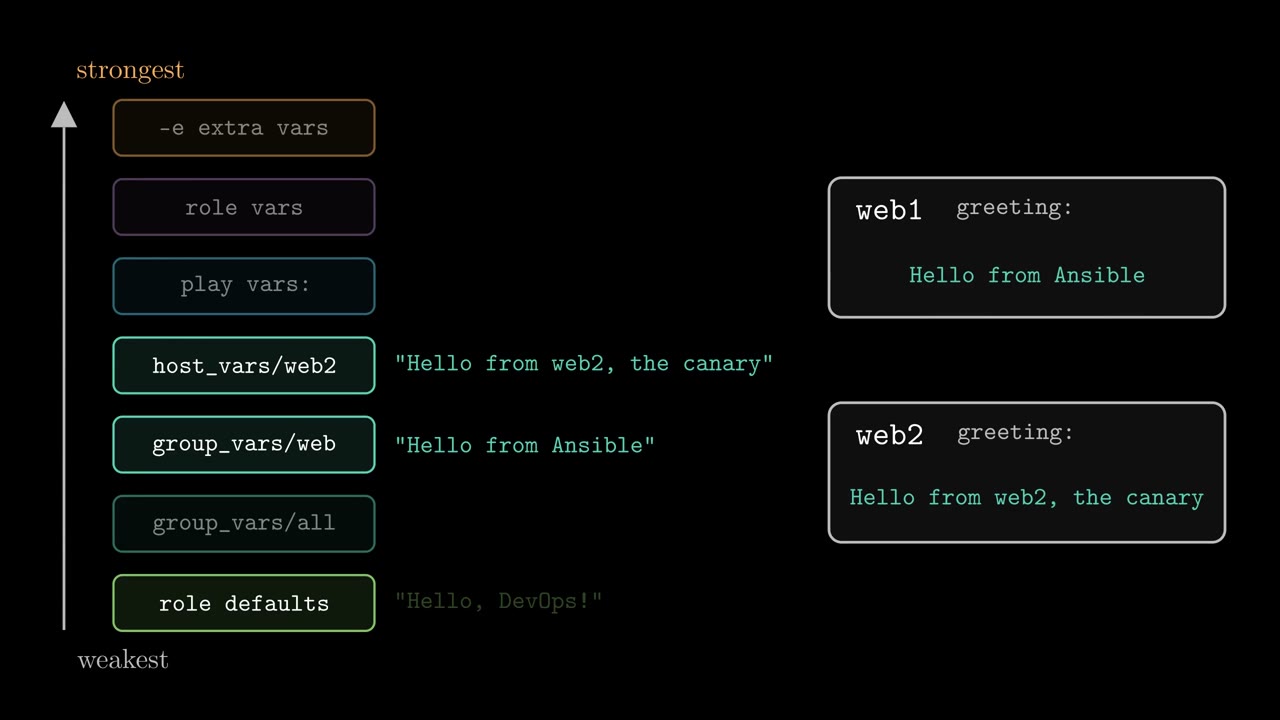 strongest
-e extra vars
role vars
play vars:
host_vars/web2 "Hello from web2, the canary"
group_vars/web "Hello from Ansible"
group_vars/all
role defaults "Hello, DevOps!"
weakest
web1 greeting:
Hello from Ansible
web2 greeting:
Hello from web2, the canary